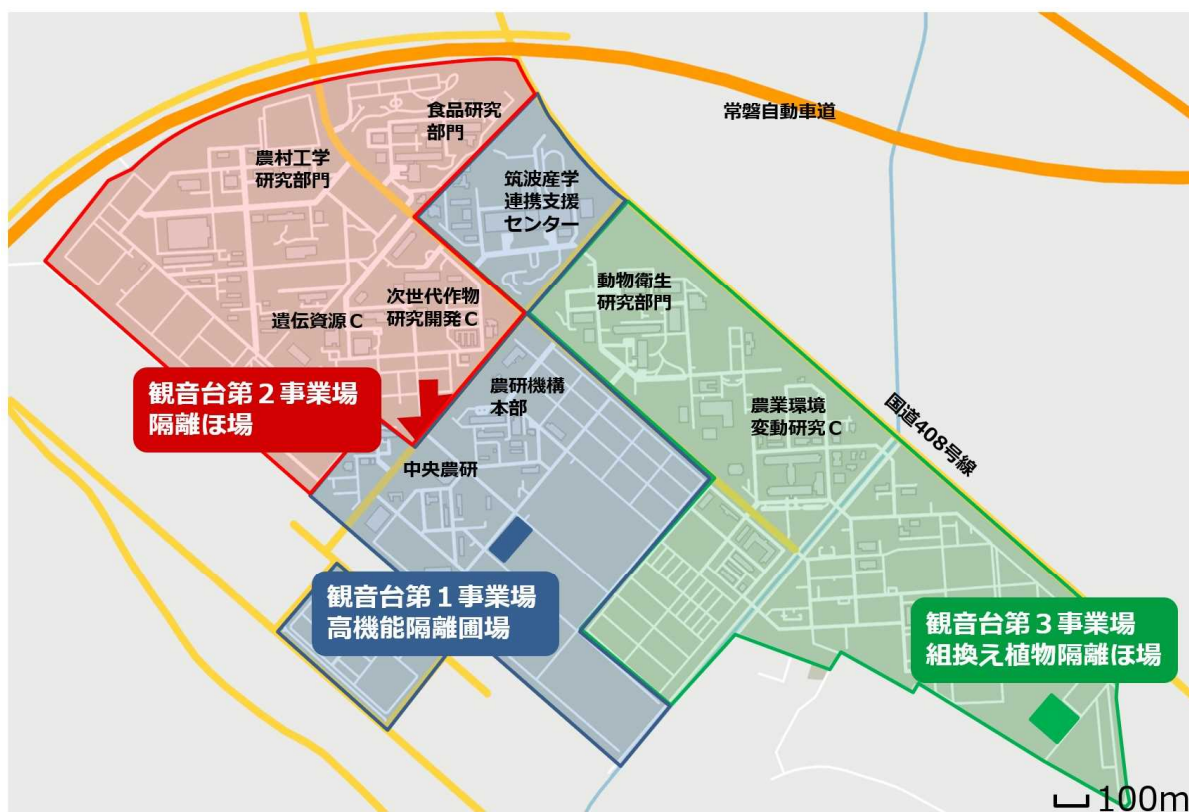 常磐自動車道
食品研究
部門
農村工学
研究部門
筑波産学
連携支援
センター
動物衛生
研究部門
次世代作物
研究開発C
遺伝資源C
観音台第２事業場
隔離ほ場
農研機構
本部
農業環境
変動研究C
国道408号線
中央農研
観音台第１事業場
高機能隔離圃場
観音台第３事業場
組換え植物隔離ほ場
100m